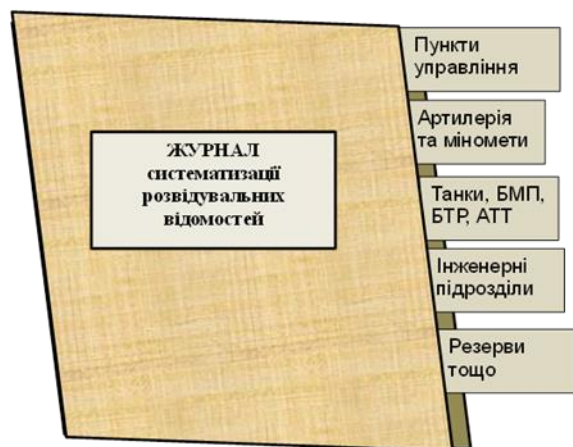 ЖУРНАЛ
систематизації
розвідувальних
відомостей
Пункти
управління
Артилерія
та міномети
Танки, БМП,
БТР, АТТ
Інженерні
підрозділи
Резерви
тощо